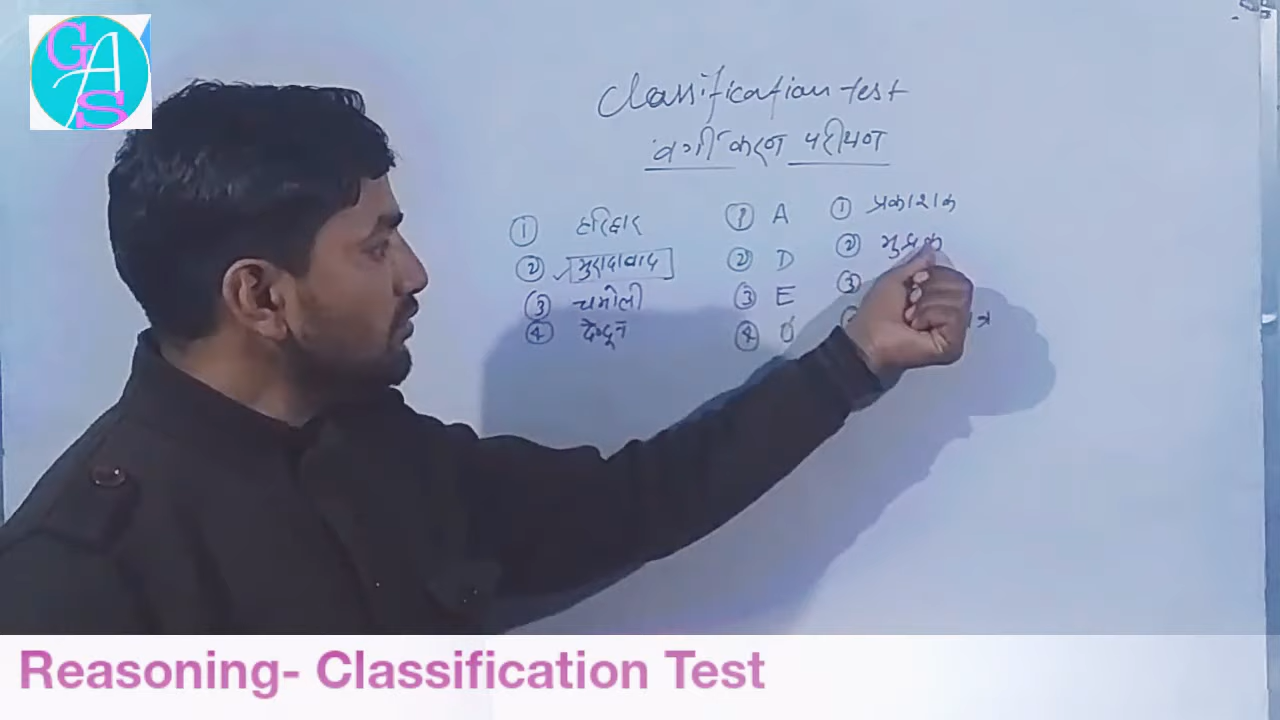 GAS
Classification test
वर्गीकरण परीक्षण
① हरिद्वार
② मुरादाबाद
③ चमोली
④ देहरादून
① A
② D
③ E
④
① प्रकाशक
② मुद्रक
③
Reasoning- Classification Test